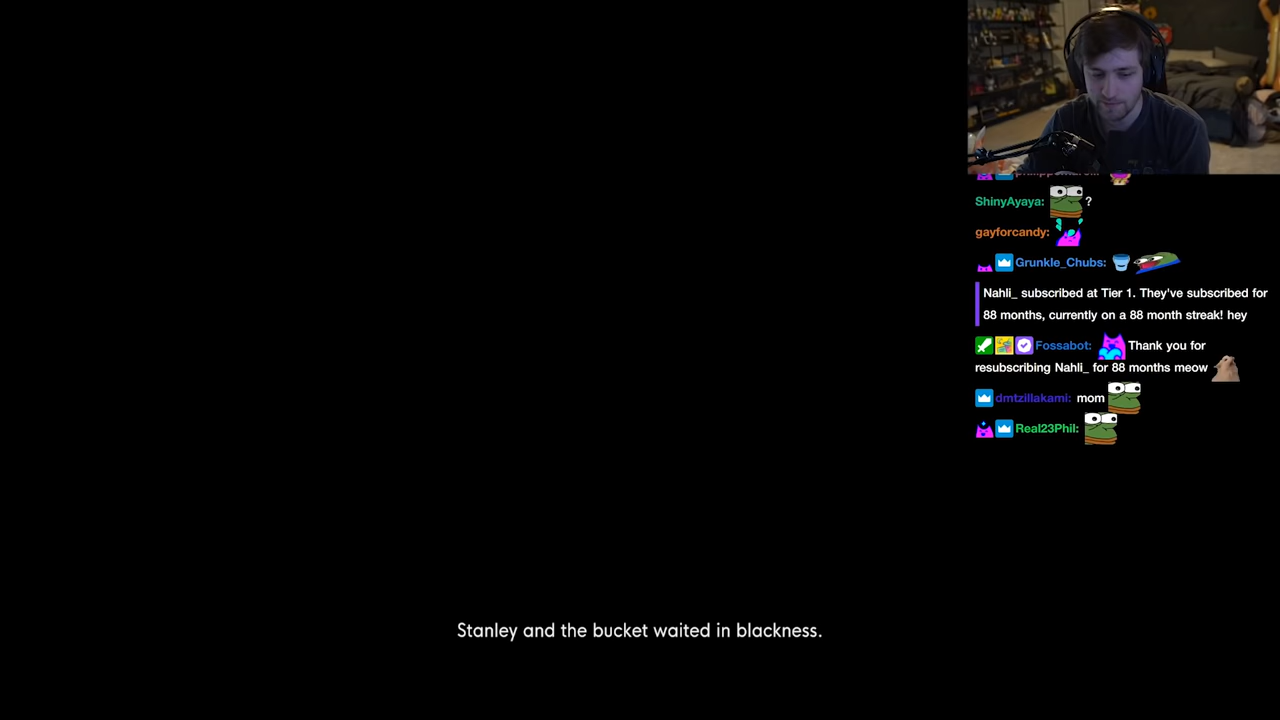 ShinyAyaya: ?
gayforcandy:
Grunkle_Chubs:
Nahli_ subscribed at Tier 1. They've subscribed for
88 months, currently on a 88 month streak! hey
Fossabot: Thank you for
resubscribing Nahli_ for 88 months meow
dmtzillakami: mom
Real23Phil:
Stanley and the bucket waited in blackness.